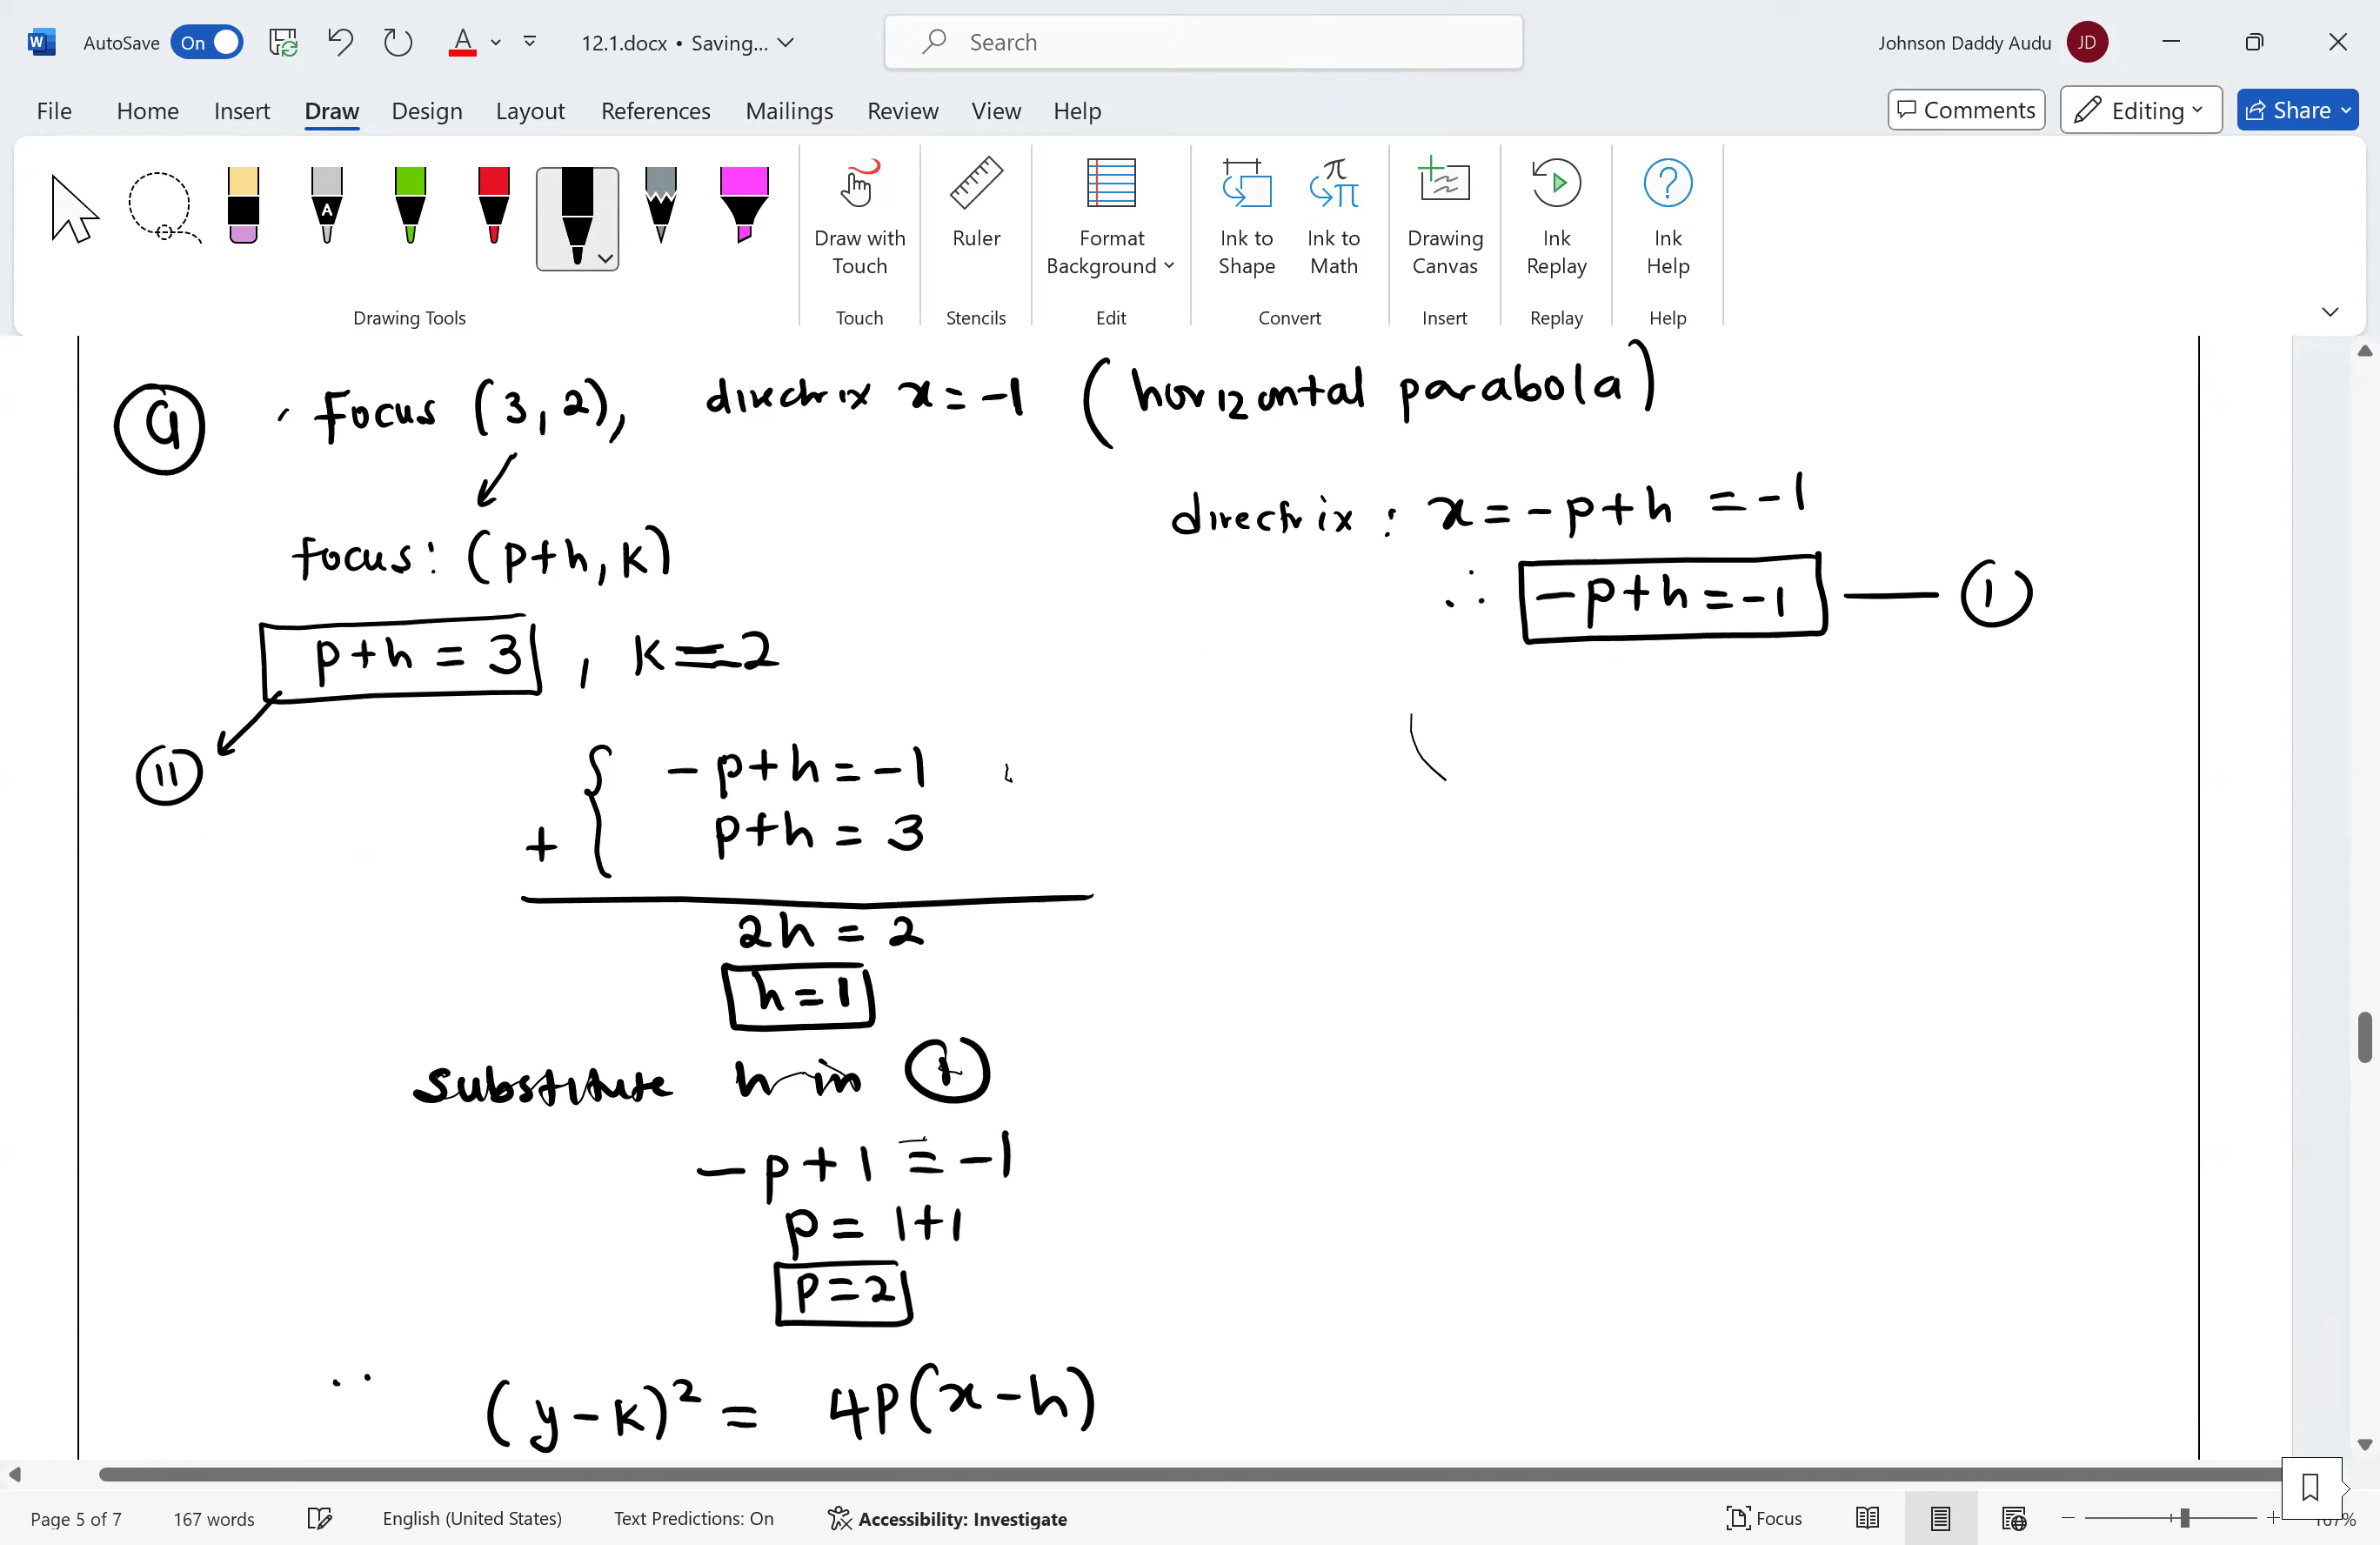 AutoSave On 12.1.docx • Saving... Search Johnson Daddy Audu JD
File Home Insert Draw Design Layout References Mailings Review View Help Comments Editing Share
A
Draw with Touch Ruler Format Background Ink to Shape Ink to Math Drawing Canvas Ink Replay Ink Help
Drawing Tools Touch Stencils Edit Convert Insert Replay Help
9 Focus (3, 2), directrix x = -1 (horizontal parabola)
directrix : x = -p+h = -1
focus: (p+h, k)
∴ -p+h = -1 — I
p+h = 3, k = 2
II
-p+h = -1
+ { p+h = 3
2h = 2
h = 1
substitute h in I
-p+1 = -1
p = 1+1
p = 2
(y-k)² = 4p(x-h)
Page 5 of 7 167 words English (United States) Text Predictions: On Accessibility: Investigate Focus 167%